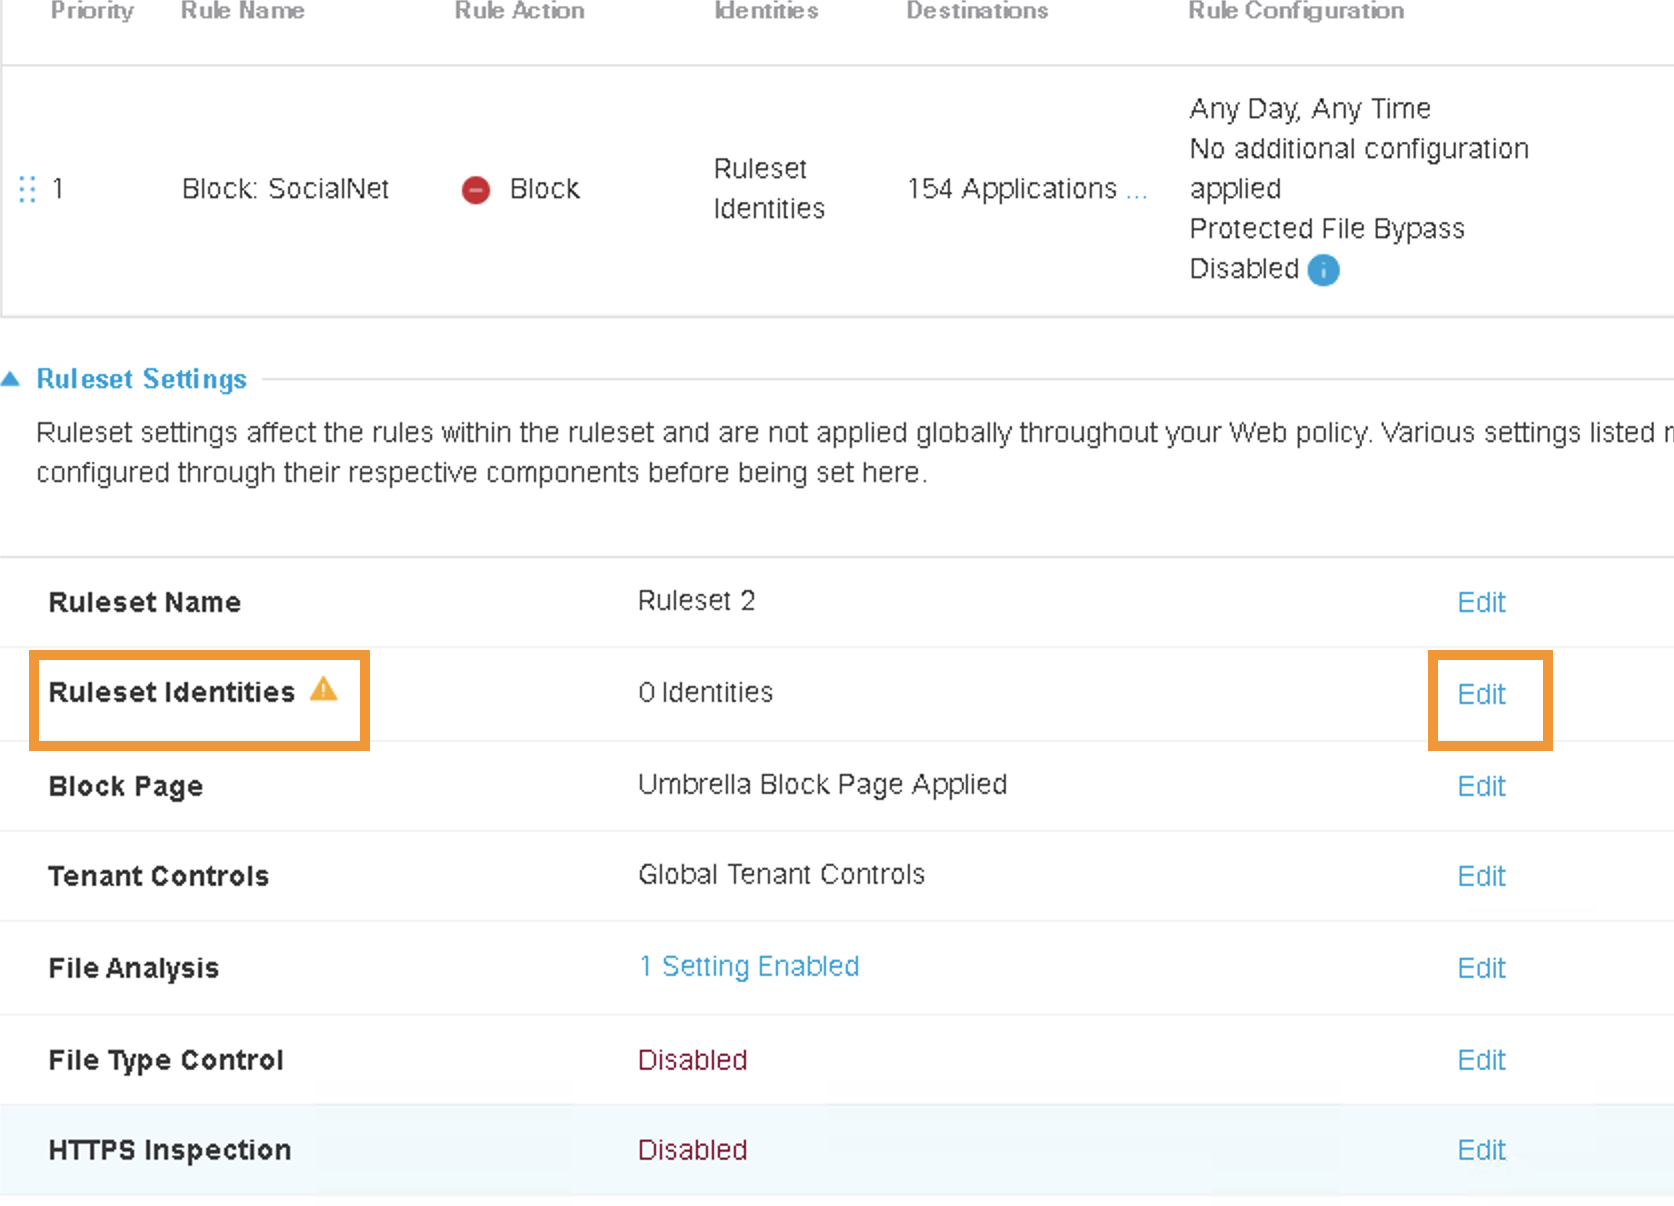 Priority Rule Name Rule Action Identities Destinations Rule Configuration
1 Block: SocialNet Block Ruleset Identities 154 Applications ... Any Day, Any Time
No additional configuration
applied
Protected File Bypass
Disabled
Ruleset Settings
Ruleset settings affect the rules within the ruleset and are not applied globally throughout your Web policy. Various settings listed
configured through their respective components before being set here.
Ruleset Name Ruleset 2 Edit
Ruleset Identities 0 Identities Edit
Block Page Umbrella Block Page Applied Edit
Tenant Controls Global Tenant Controls Edit
File Analysis 1 Setting Enabled Edit
File Type Control Disabled Edit
HTTPS Inspection Disabled Edit